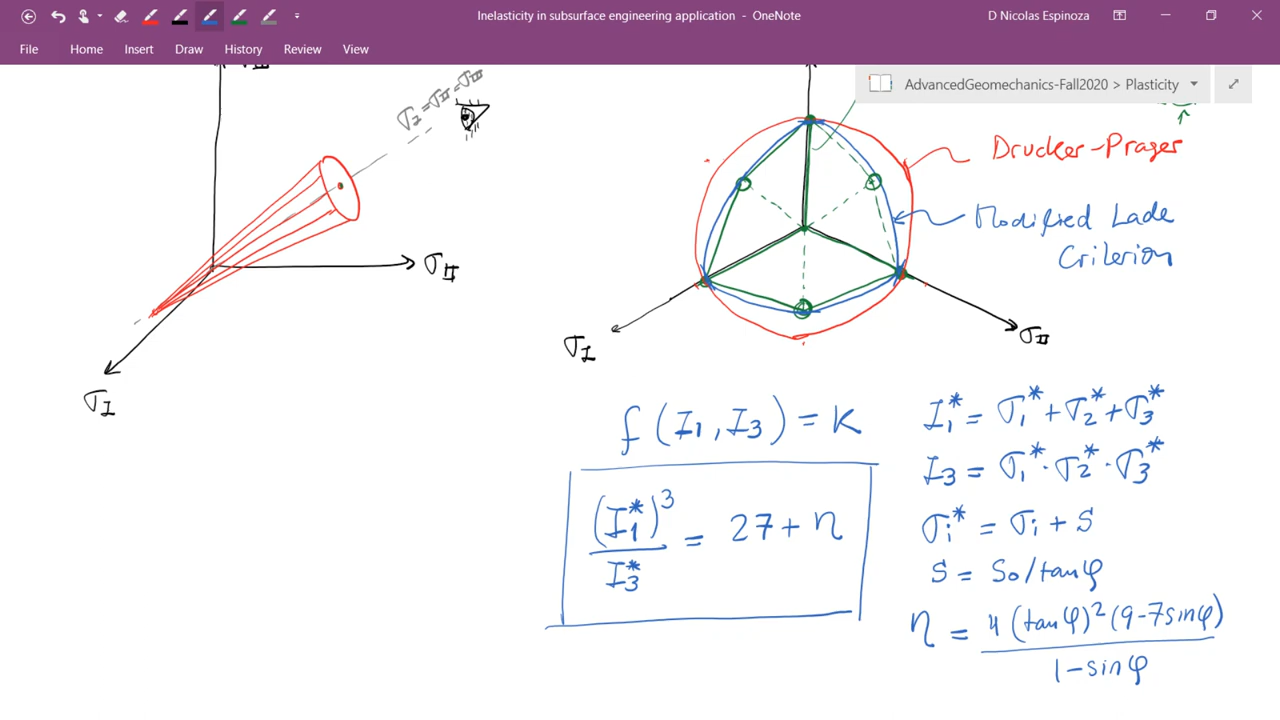 Inelasticity in subsurface engineering application - OneNote
D Nicolas Espinoza
File Home Insert Draw History Review View
AdvancedGeomechanics-Fall2020 > Plasticity
σI = σII = σIII
σII
σI
Drucker-Prager
Modified Lade
Criterion
σI
σII
f (I1, I3) = K
(I1*)³ / I3* = 27 + η
I1* = σ1* + σ2* + σ3*
I3 = σ1* · σ2* · σ3*
σi* = σi + S
S = So/tanφ
η = 4 (tanφ)² (9-7sinφ) / 1-sinφ